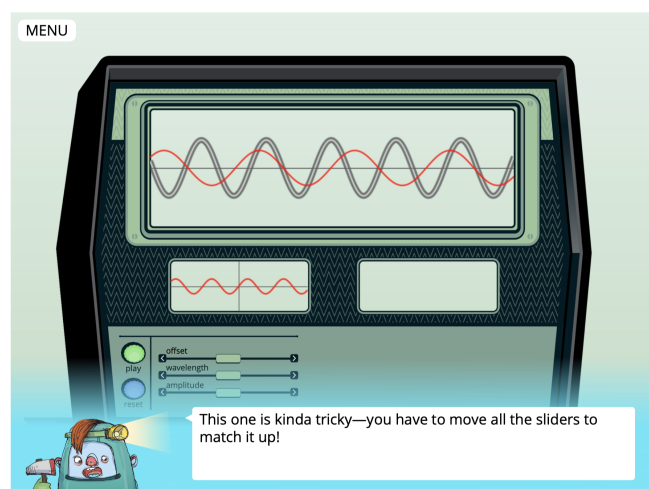 MENU
offset
play
wavelength
amplitude
reset
This one is kinda tricky—you have to move all the sliders to
match it up!